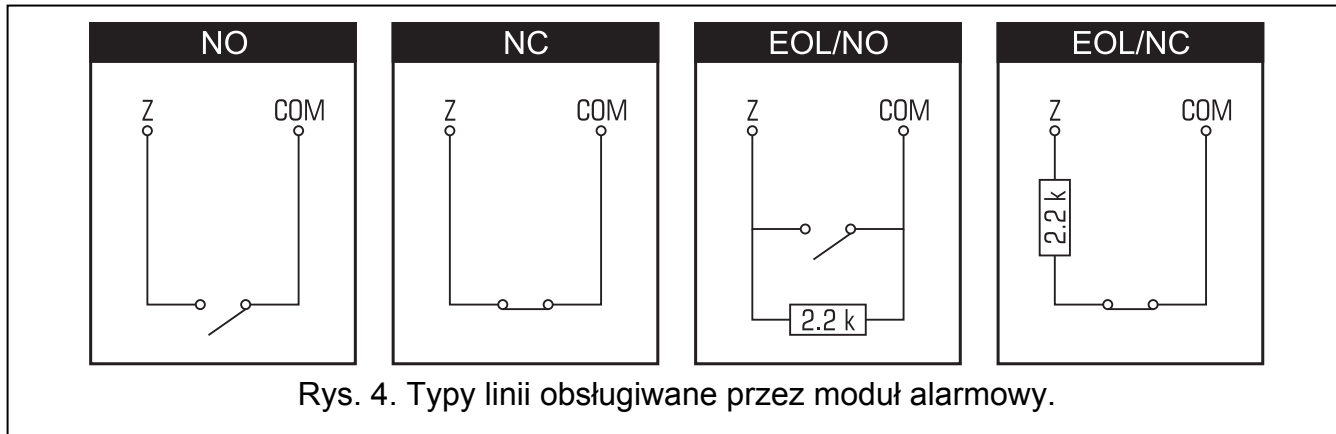 NO NC EOL/NO EOL/NC
Z COM Z COM Z COM Z COM
2.2 k
2.2 k
Rys. 4. Typy linii obsługiwane przez moduł alarmowy.